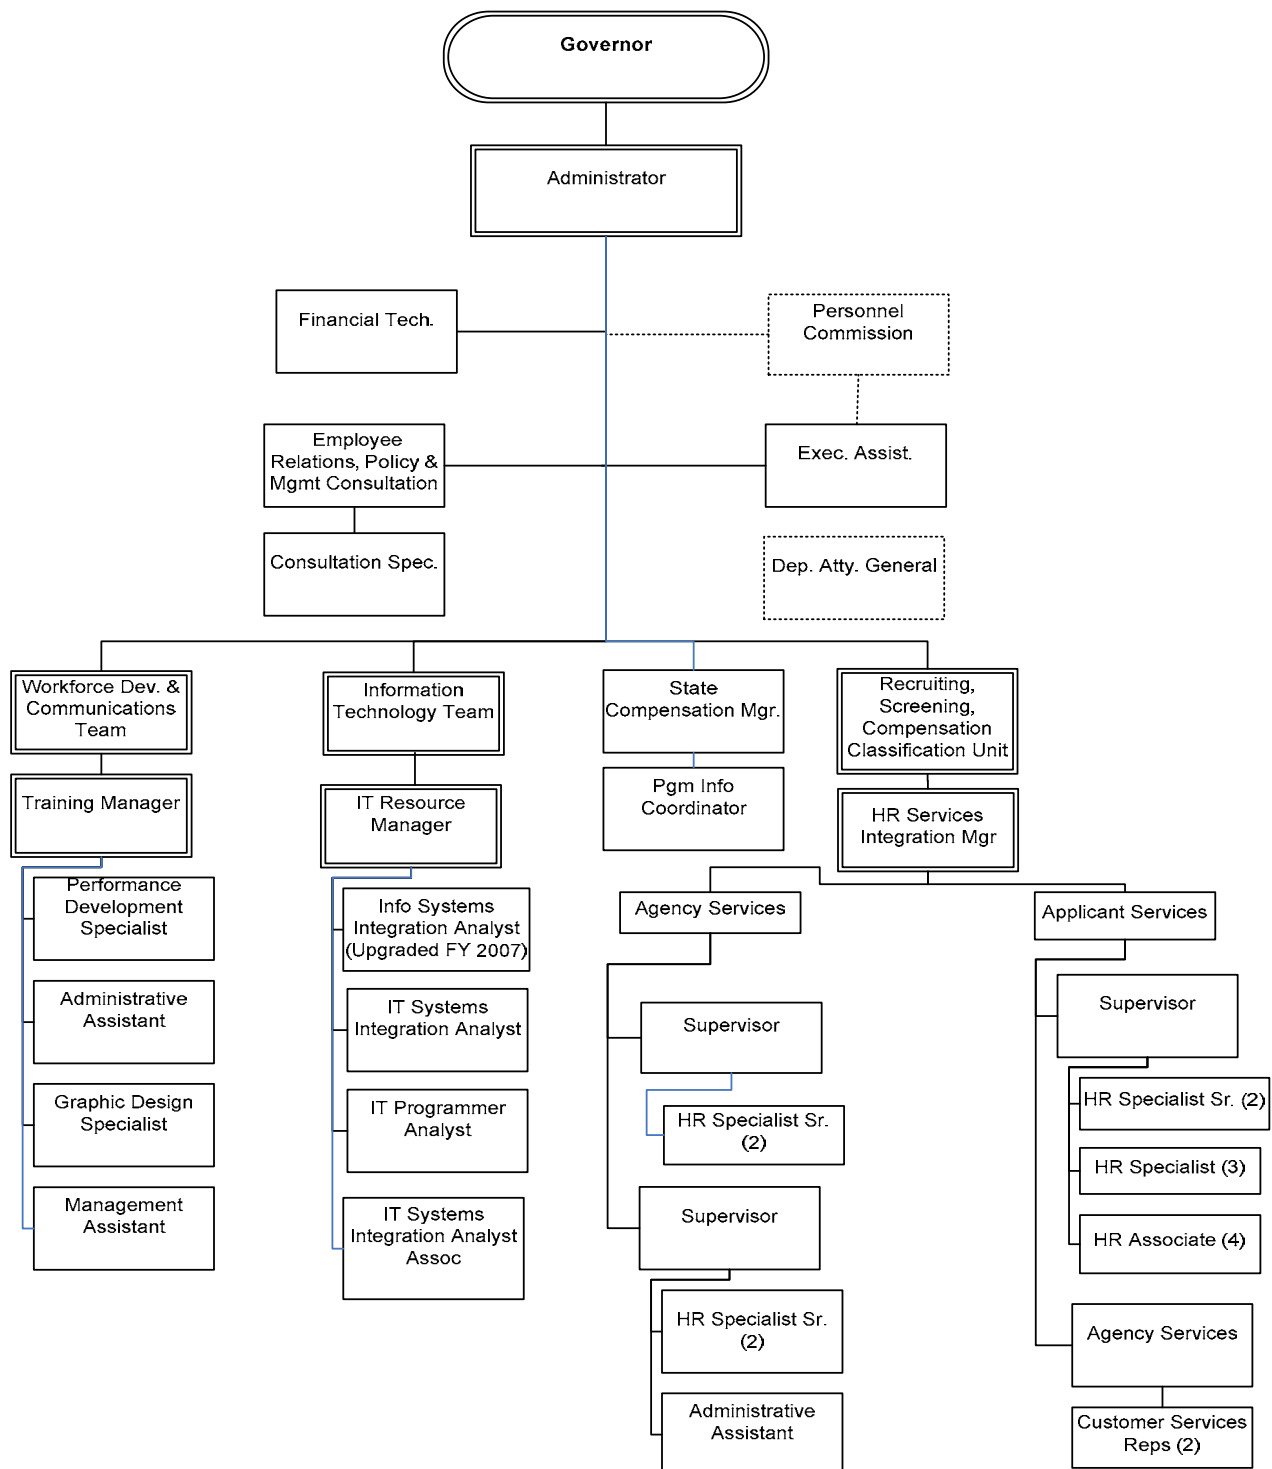 Governor
Administrator
Financial Tech.
Personnel
Commission
Employee
Relations, Policy &
Mgmt Consultation
Exec. Assist.
Consultation Spec.
Dep. Atty. General
Workforce Dev. &
Communications
Team
Information
Technology Team
State
Compensation Mgr.
Recruiting,
Screening,
Compensation
Classification Unit
Training Manager
IT Resource
Manager
Pgm Info
Coordinator
HR Services
Integration Mgr
Performance
Development
Specialist
Administrative
Assistant
Graphic Design
Specialist
Management
Assistant
Info Systems
Integration Analyst
(Upgraded FY 2007)
IT Systems
Integration Analyst
IT Programmer
Analyst
IT Systems
Integration Analyst
Assoc
Agency Services
Supervisor
HR Specialist Sr.
(2)
Supervisor
HR Specialist Sr.
(2)
Administrative
Assistant
Applicant Services
Supervisor
HR Specialist Sr. (2)
HR Specialist (3)
HR Associate (4)
Agency Services
Customer Services
Reps (2)